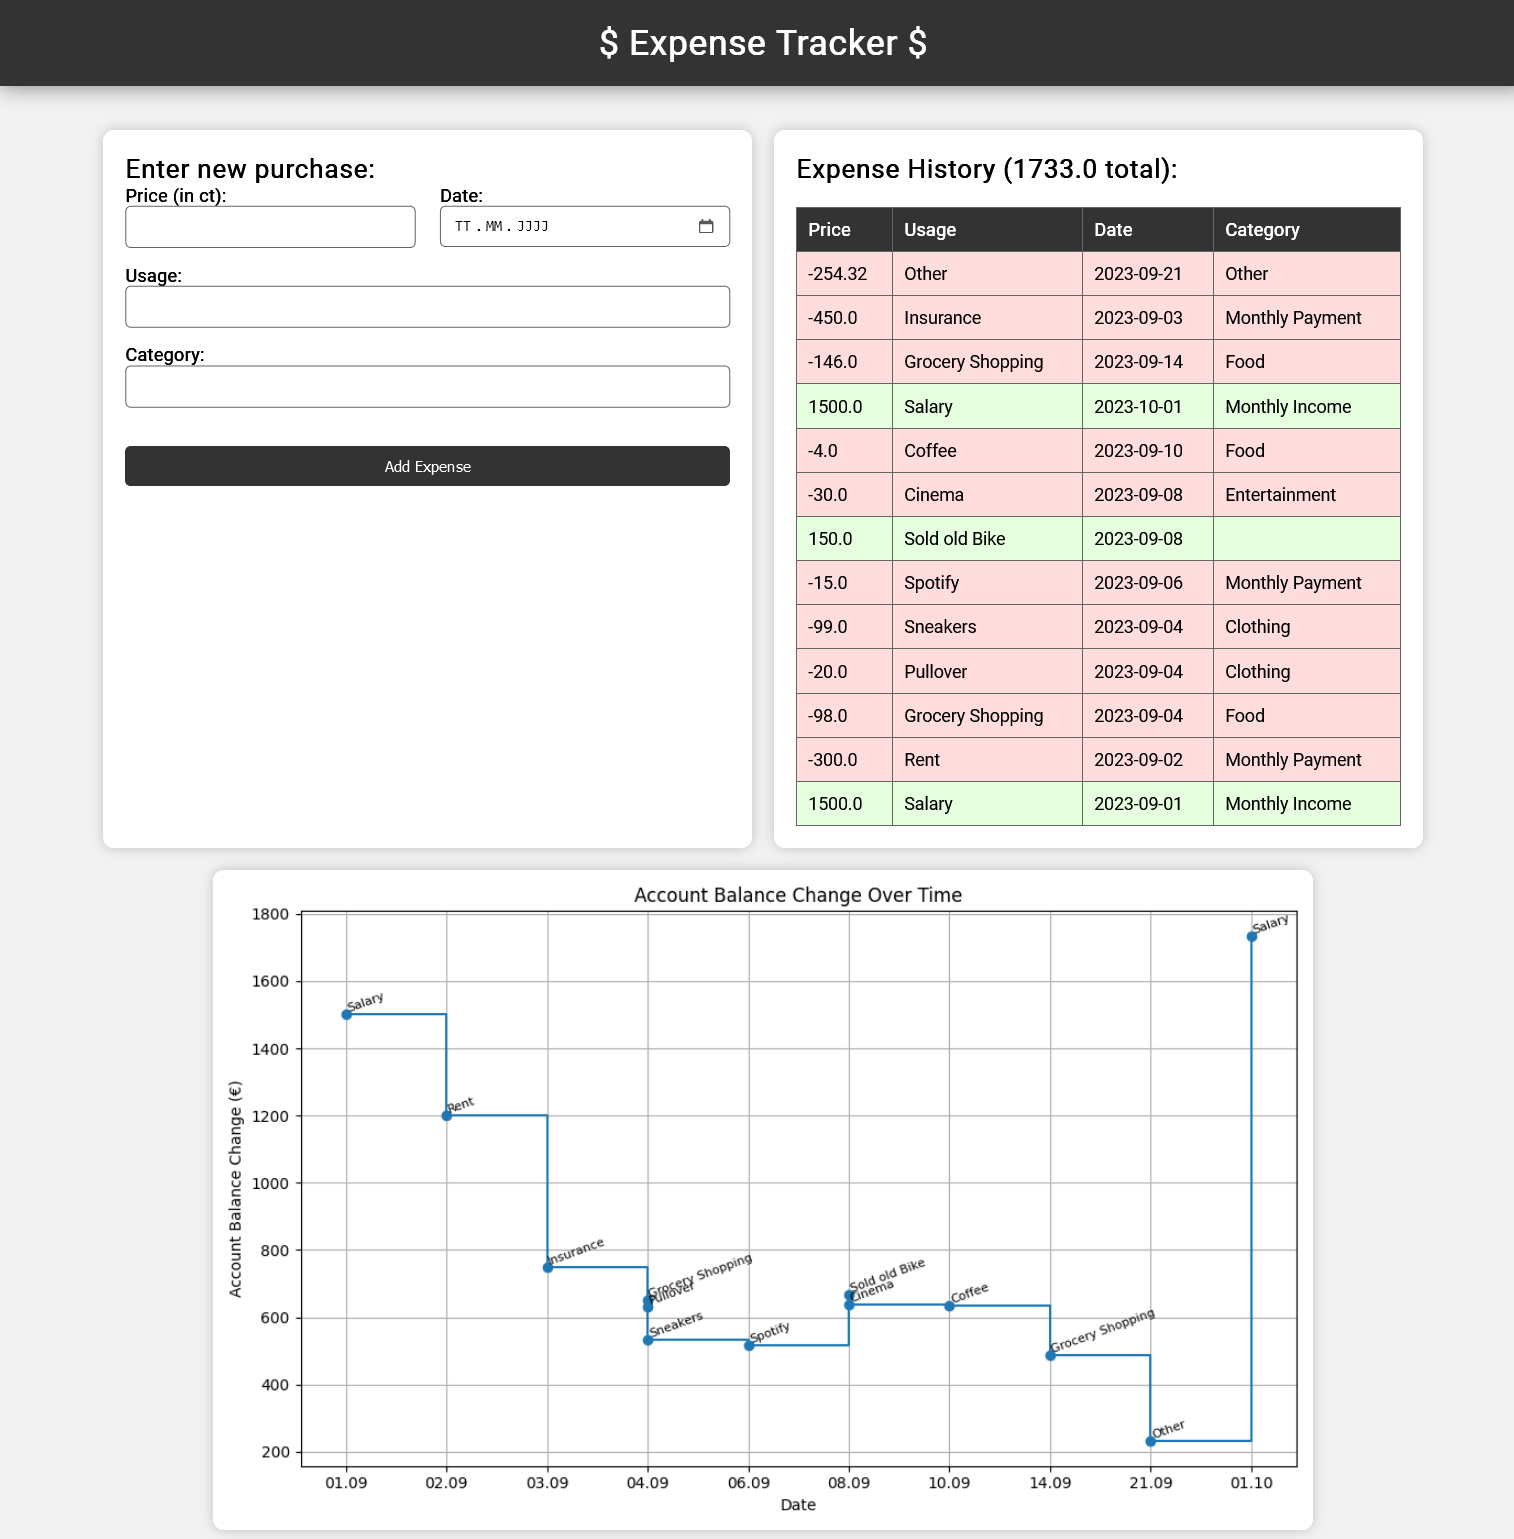 $ Expense Tracker $
Enter new purchase:
Price (in ct):
Date:
TT.MM.JJJJ
Usage:
Category:
Add Expense
Expense History (1733.0 total):
Price Usage Date Category
-254.32 Other 2023-09-21 Other
-450.0 Insurance 2023-09-03 Monthly Payment
-146.0 Grocery Shopping 2023-09-14 Food
1500.0 Salary 2023-10-01 Monthly Income
-4.0 Coffee 2023-09-10 Food
-30.0 Cinema 2023-09-08 Entertainment
150.0 Sold old Bike 2023-09-08
-15.0 Spotify 2023-09-06 Monthly Payment
-99.0 Sneakers 2023-09-04 Clothing
-20.0 Pullover 2023-09-04 Clothing
-98.0 Grocery Shopping 2023-09-04 Food
-300.0 Rent 2023-09-02 Monthly Payment
1500.0 Salary 2023-09-01 Monthly Income
Account Balance Change Over Time
Account Balance Change (€)
1800
1600
1400
1200
1000
800
600
400
200
Salary
Rent
Insurance
Grocery Shopping
Pullover
Sneakers
Spotify
Sold old Bike
Cinema
Coffee
Grocery Shopping
Other
Salary
01.09 02.09 03.09 04.09 06.09 08.09 10.09 14.09 21.09 01.10
Date